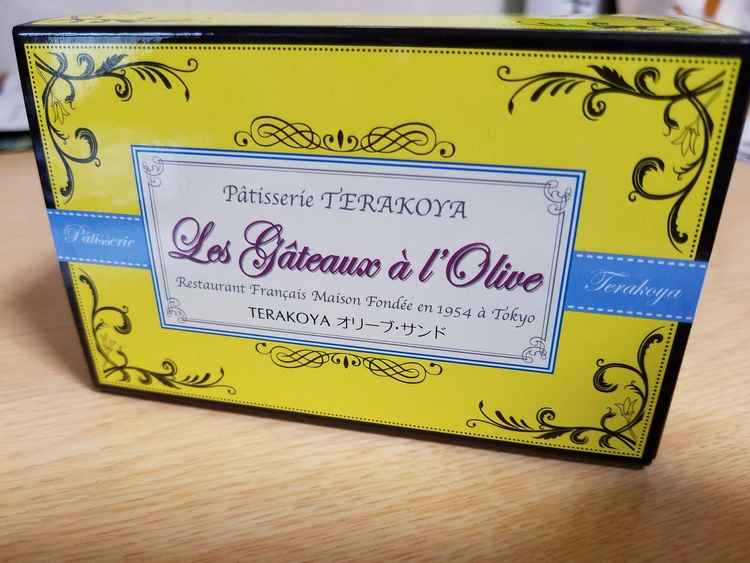 Pâtisserie TERAKOYA
Les Gâteaux à l'Olive
Restaurant Français Maison Fondée en 1954 à Tokyo
TERAKOYA オリーブ・サンド
Pâtisserie
Terakoya